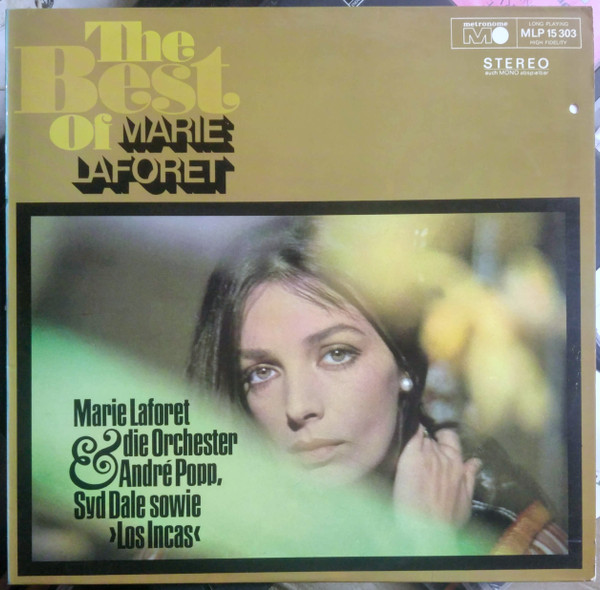 The
Best
Of MARIE
LAFORET
metronome
LONG PLAYING
MLP 15 303
HIGH FIDELITY
STEREO
auch MONO abspielbar
Marie Laforet
& die Orchester
André Popp,
Syd Dale sowie
›Los Incas‹